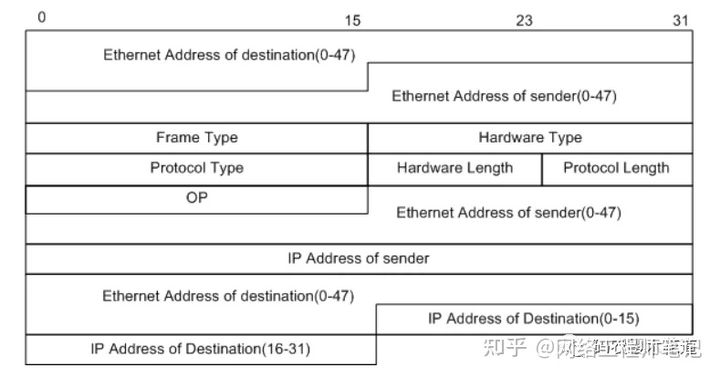 0 15 23 31
Ethernet Address of destination(0-47)
Ethernet Address of sender(0-47)
Frame Type Hardware Type
Protocol Type Hardware Length Protocol Length
OP
Ethernet Address of sender(0-47)
IP Address of sender
Ethernet Address of destination(0-47)
IP Address of Destination(0-15)
IP Address of Destination(16-31)
知乎 @网络工程师笔记